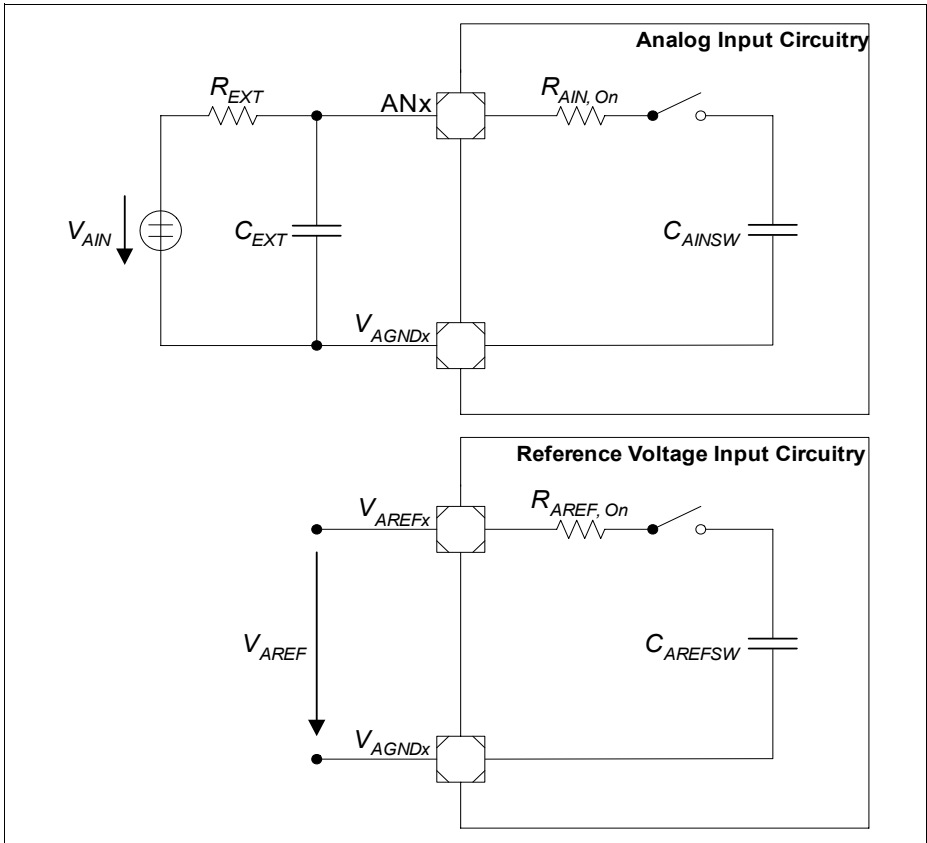 Analog Input Circuitry
R_EXT
ANx
R_AIN, On
V_AIN
C_EXT
C_AINSW
V_AGNDx
Reference Voltage Input Circuitry
V_AREFx
R_AREF, On
V_AREF
C_AREFSW
V_AGNDx